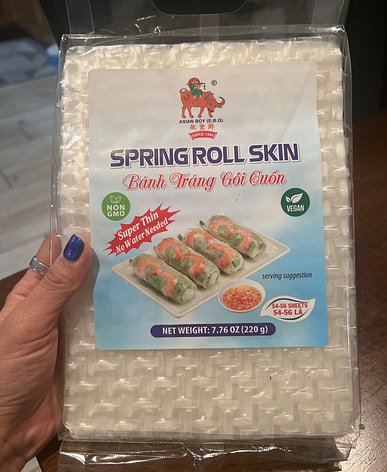 ®
ASIAN BOY (E.B.O)
SINCE 1986
SPRING ROLL SKIN
Bánh Tráng Gỏi Cuốn
NON
GMO
VEGAN
Super Thin
No Water Needed
serving suggestion
54-56 SHEETS
54-56 LÁ
NET WEIGHT: 7.76 OZ (220 g)